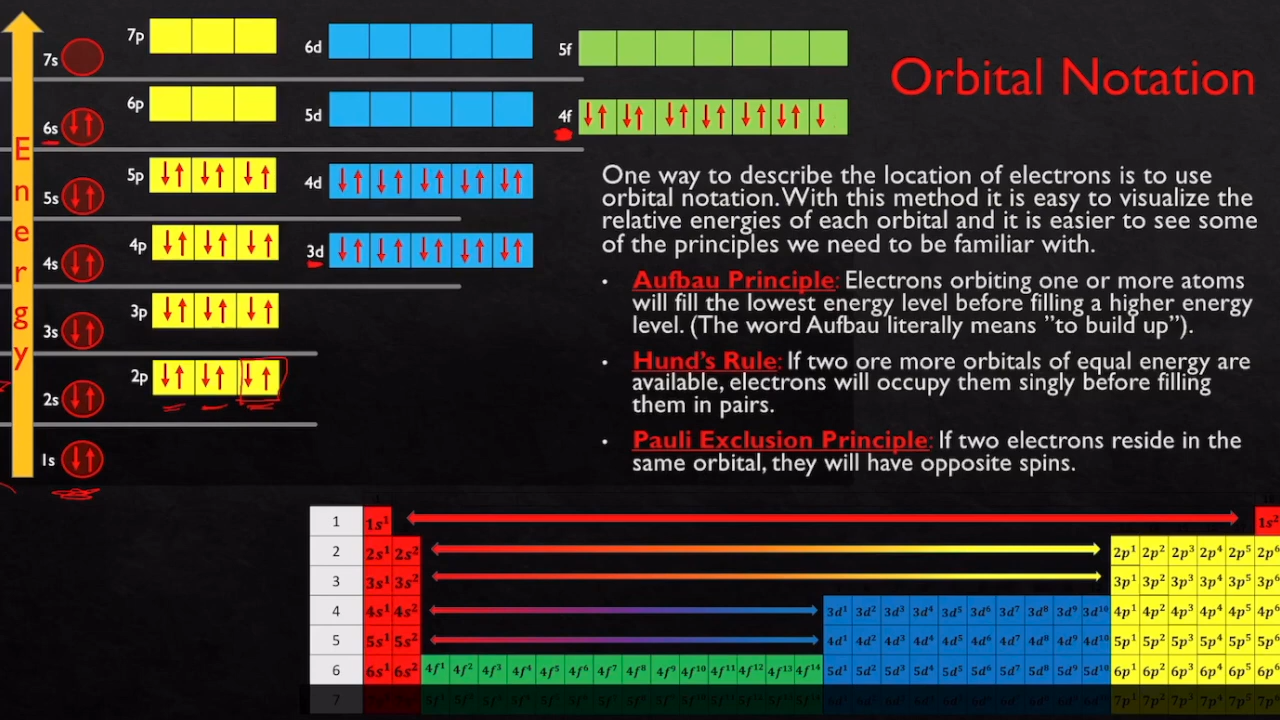 Orbital Notation
7s
7p
6d
5f
6s
6p
5d
4f
5s
5p
4d
4s
4p
3d
3s
3p
2s
2p
1s
Energy
One way to describe the location of electrons is to use
orbital notation. With this method it is easy to visualize the
relative energies of each orbital and it is easier to see some
of the principles we need to be familiar with.
• Aufbau Principle: Electrons orbiting one or more atoms
will fill the lowest energy level before filling a higher energy
level. (The word Aufbau literally means ”to build up”).
• Hund’s Rule: If two ore more orbitals of equal energy are
available, electrons will occupy them singly before filling
them in pairs.
• Pauli Exclusion Principle: If two electrons reside in the
same orbital, they will have opposite spins.
1 1s¹ 1s²
2 2s¹ 2s² 2p¹ 2p² 2p³ 2p⁴ 2p⁵ 2p⁶
3 3s¹ 3s² 3p¹ 3p² 3p³ 3p⁴ 3p⁵ 3p⁶
4 4s¹ 4s² 3d¹ 3d² 3d³ 3d⁴ 3d⁵ 3d⁶ 3d⁷ 3d⁸ 3d⁹ 3d¹⁰ 4p¹ 4p² 4p³ 4p⁴ 4p⁵ 4p⁶
5 5s¹ 5s² 4d¹ 4d² 4d³ 4d⁴ 4d⁵ 4d⁶ 4d⁷ 4d⁸ 4d⁹ 4d¹⁰ 5p¹ 5p² 5p³ 5p⁴ 5p⁵ 5p⁶
6 6s¹ 6s² 4f¹ 4f² 4f³ 4f⁴ 4f⁵ 4f⁶ 4f⁷ 4f⁸ 4f⁹ 4f¹⁰ 4f¹¹ 4f¹² 4f¹³ 4f¹⁴ 5d¹ 5d² 5d³ 5d⁴ 5d⁵ 5d⁶ 5d⁷ 5d⁸ 5d⁹ 5d¹⁰ 6p¹ 6p² 6p³ 6p⁴ 6p⁵ 6p⁶
7